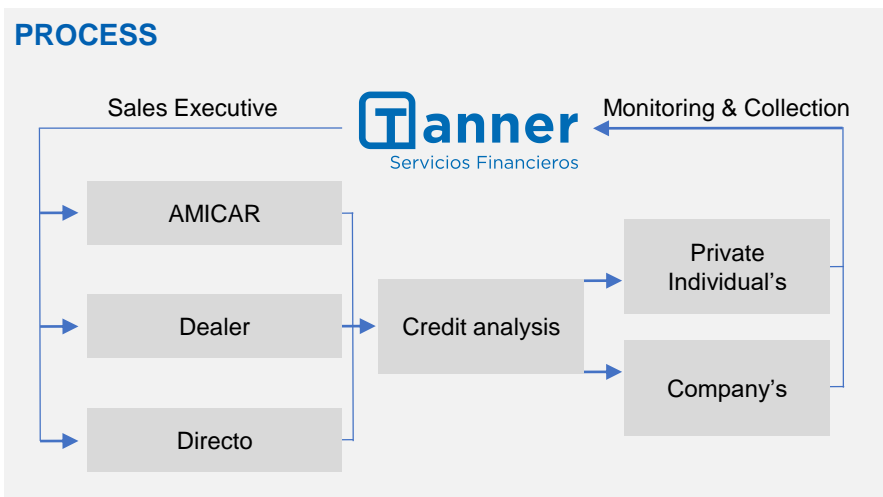 PROCESS
Sales Executive
Tanner
Servicios Financieros
Monitoring & Collection
AMICAR
Dealer
Directo
Credit analysis
Private
Individual’s
Company’s